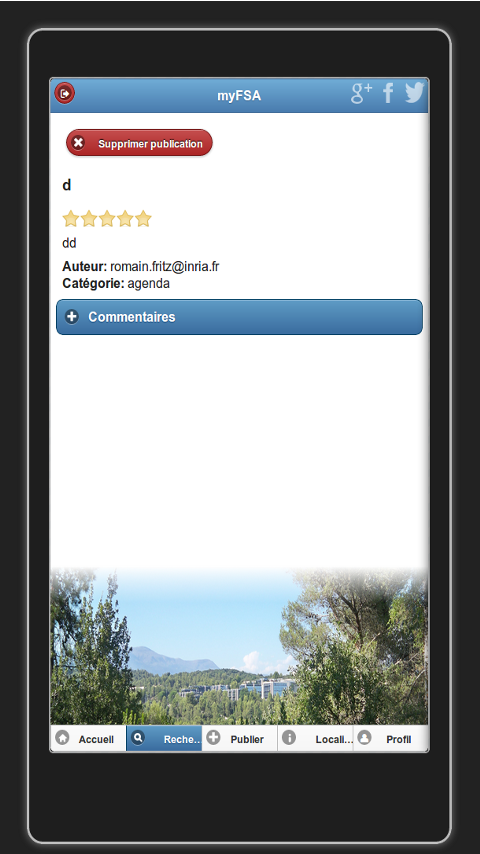 myFSA
g+ f
Supprimer publication
d
dd
Auteur: romain.fritz@inria.fr
Catégorie: agenda
Commentaires
Accueil Reche... Publier Locali... Profil